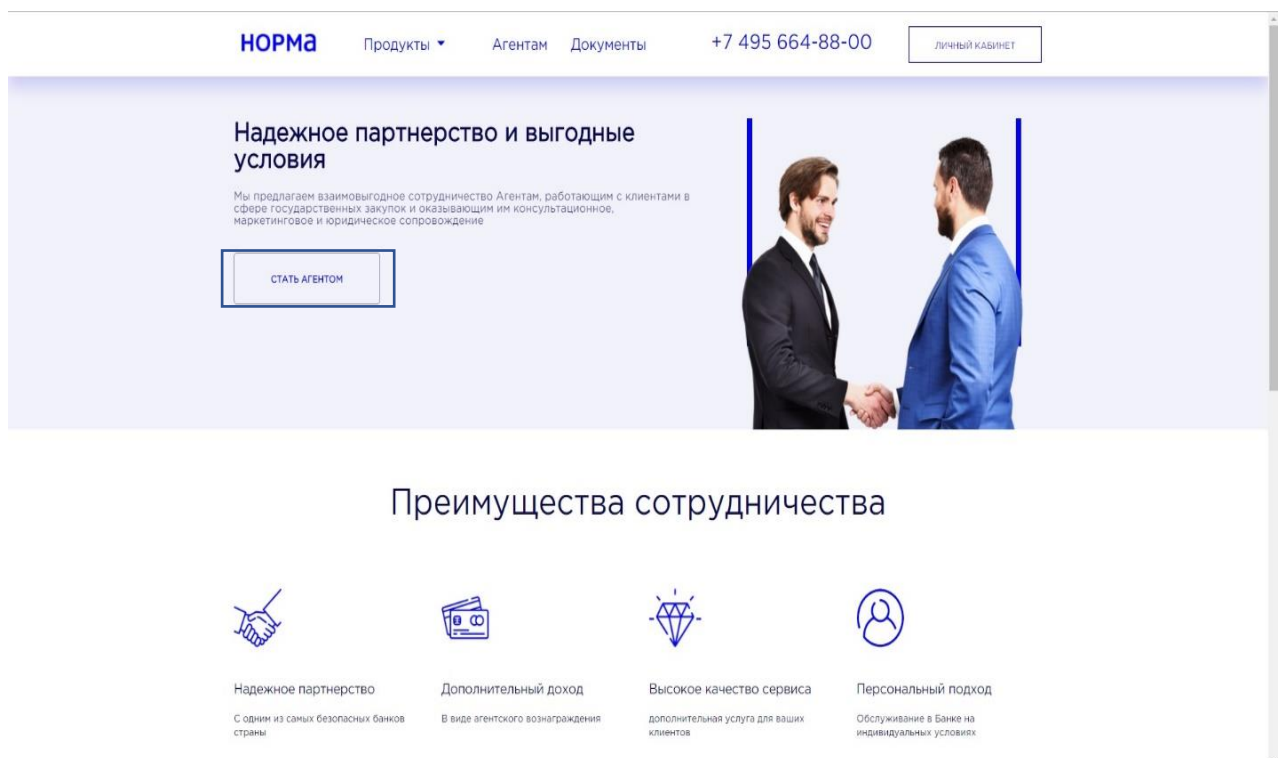 НОРМа
Продукты
Агентам
Документы
+7 495 664-88-00
ЛИЧНЫЙ КАБИНЕТ
Надежное партнерство и выгодные
условия
Мы предлагаем взаимовыгодное сотрудничество Агентам, работающим с клиентами в
сфере государственных закупок и оказывающим им консультационное,
маркетинговое и юридическое сопровождение
СТАТЬ АГЕНТОМ
Преимущества сотрудничества
Надежное партнерство
С одним из самых безопасных банков
страны
Дополнительный доход
В виде агентского вознаграждения
Высокое качество сервиса
дополнительная услуга для ваших
клиентов
Персональный подход
Обслуживание в Банке на
индивидуальных условиях